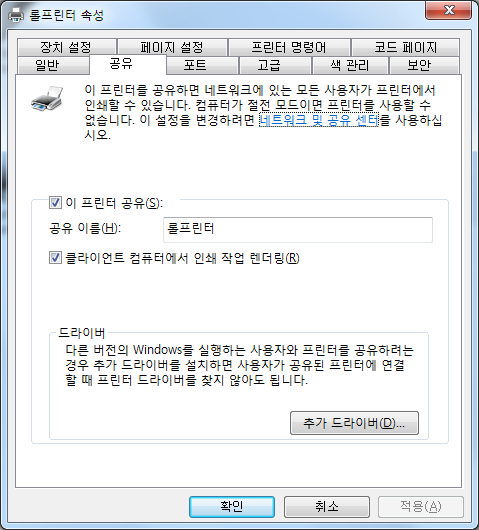 롤프린터 속성
장치 설정 페이지 설정 프린터 명령어 코드 페이지
일반 공유 포트 고급 색 관리 보안
이 프린터를 공유하면 네트워크에 있는 모든 사용자가 프린터에서
인쇄할 수 있습니다. 컴퓨터가 절전 모드이면 프린터를 사용할 수
없습니다. 이 설정을 변경하려면 네트워크 및 공유 센터를 사용하십
시오.
이 프린터 공유(S):
공유 이름(H): 롤프린터
클라이언트 컴퓨터에서 인쇄 작업 렌더링(R)
드라이버
다른 버전의 Windows를 실행하는 사용자와 프린터를 공유하려는
경우 추가 드라이버를 설치하면 사용자가 공유된 프린터에 연결
할 때 프린터 드라이버를 찾지 않아도 됩니다.
추가 드라이버(D)...
확인 취소 적용(A)